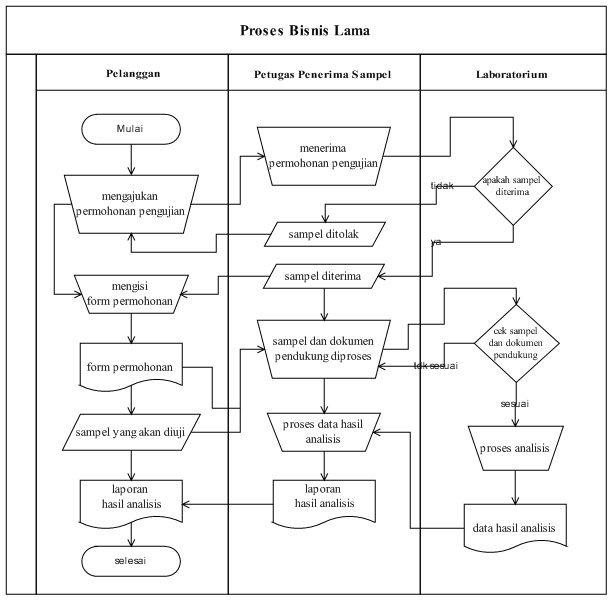 Proses Bisnis Lama
Pelanggan
Petugas Penerima Sampel
Laboratorium
Mulai
menerima
permohonan pengujian
apakah sampel
diterima
mengajukan
permohonan pengujian
tidak
sampel ditolak
ya
sampel diterima
mengisi
form permohonan
sampel dan dokumen
pendukung diproses
cek sampel
dan dokumen
pendukung
tdk sesuai
form permohonan
sesuai
sampel yang akan diuji
proses data hasil
analisis
proses analisis
laporan
hasil analisis
laporan
hasil analisis
data hasil analisis
selesai